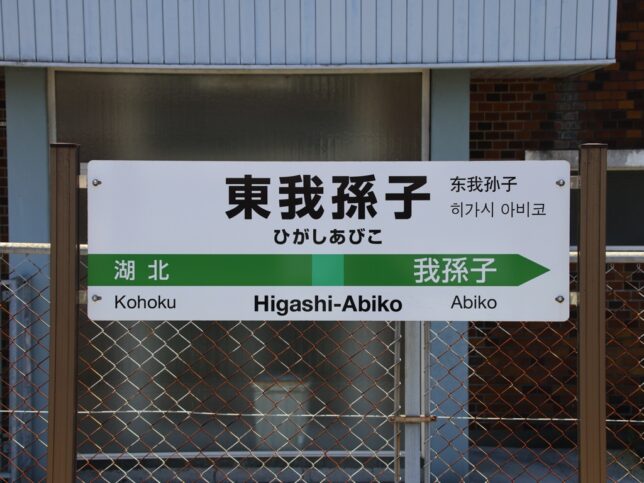 東我孫子
东我孙子
히가시 아비코
ひがしあびこ
湖北 我孫子
Kohoku Higashi-Abiko Abiko